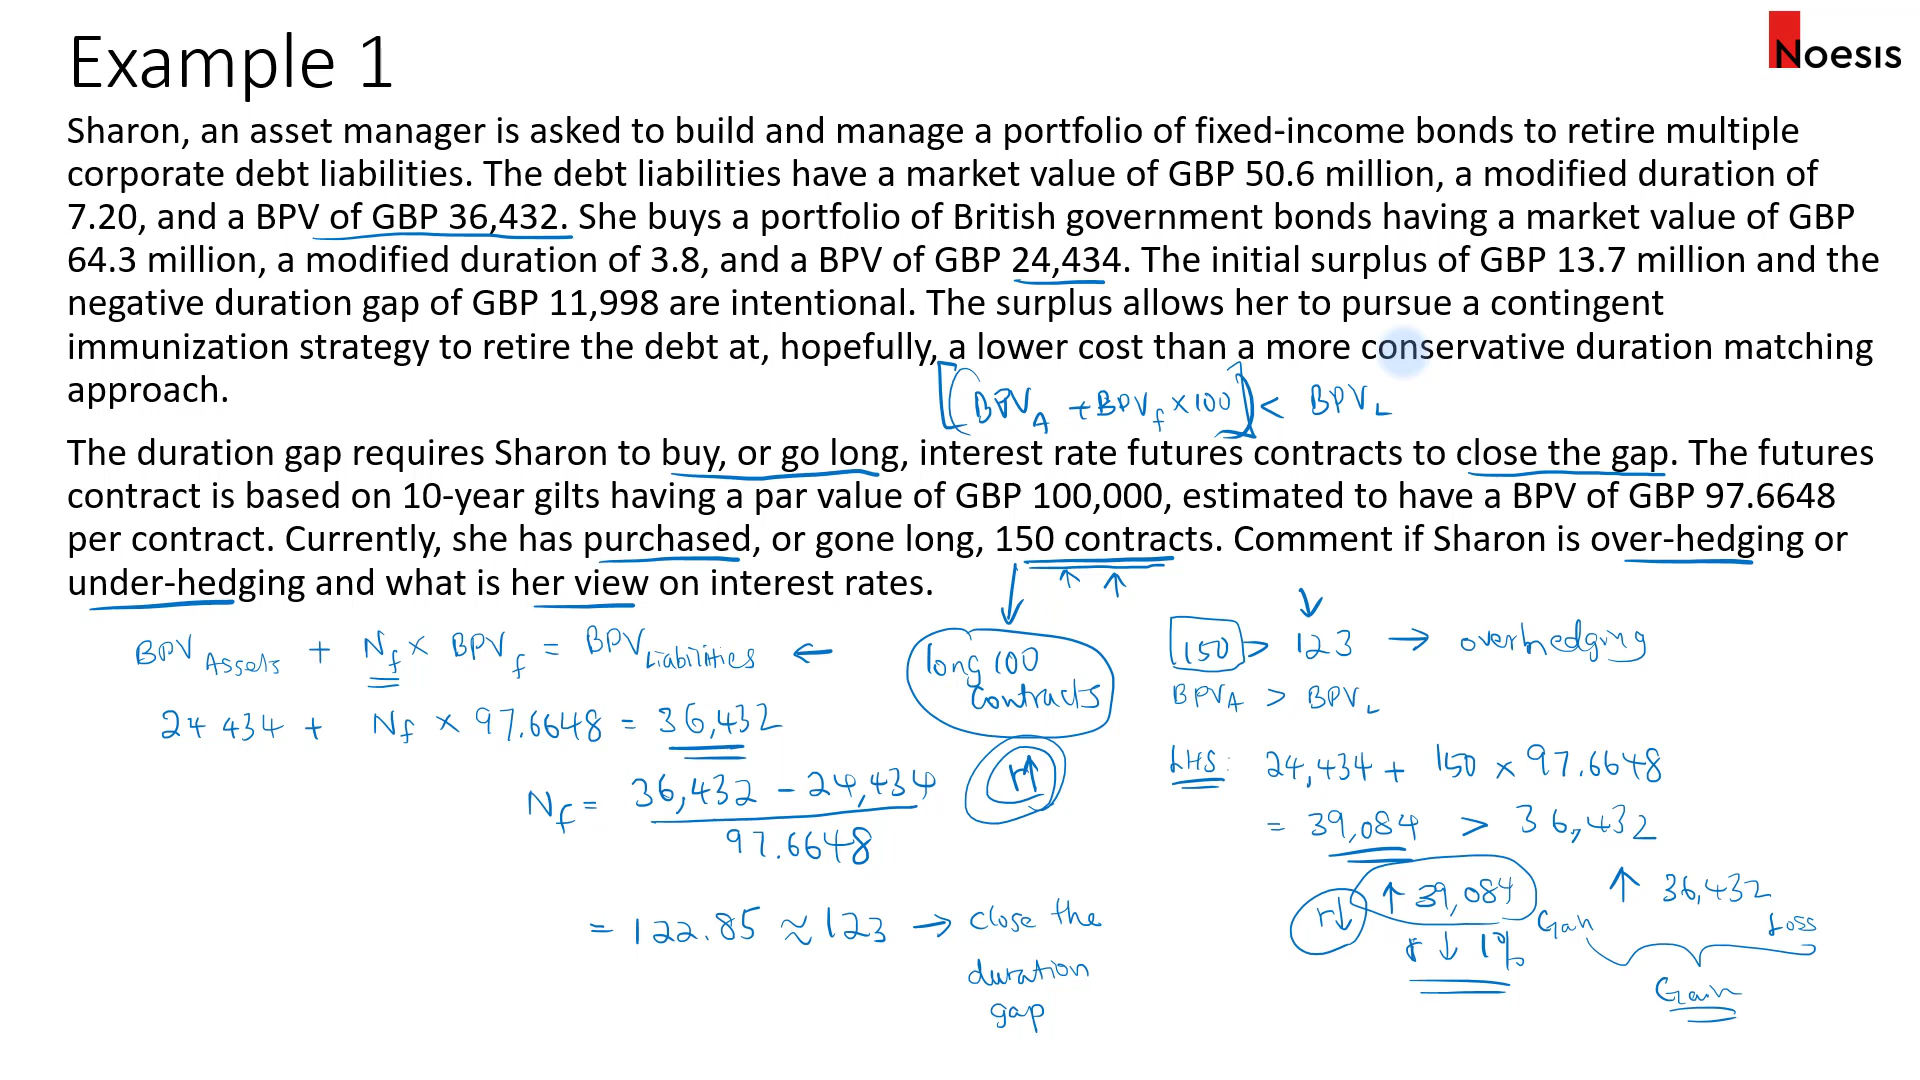 Example 1
Noesis
Sharon, an asset manager is asked to build and manage a portfolio of fixed-income bonds to retire multiple
corporate debt liabilities. The debt liabilities have a market value of GBP 50.6 million, a modified duration of
7.20, and a BPV of GBP 36,432. She buys a portfolio of British government bonds having a market value of GBP
64.3 million, a modified duration of 3.8, and a BPV of GBP 24,434. The initial surplus of GBP 13.7 million and the
negative duration gap of GBP 11,998 are intentional. The surplus allows her to pursue a contingent
immunization strategy to retire the debt at, hopefully, a lower cost than a more conservative duration matching
approach.
[(BPV_A + BPV_f × 100)] < BPV_L
The duration gap requires Sharon to buy, or go long, interest rate futures contracts to close the gap. The futures
contract is based on 10-year gilts having a par value of GBP 100,000, estimated to have a BPV of GBP 97.6648
per contract. Currently, she has purchased, or gone long, 150 contracts. Comment if Sharon is over-hedging or
under-hedging and what is her view on interest rates.
BPV Assets + N_f × BPV_f = BPV Liabilities ←
24 434 + N_f × 97.6648 = 36,432
N_f = 36,432 - 24,434
97.6648
= 122.85 ≈ 123 → close the
duration
gap
long 100
contracts
r↑
150 > 123 → overhedging
BPV_A > BPV_L
LHS: 24,434 + 150 × 97.6648
= 39,084 > 36,432
r↓ ↑ 39,084 Gain ↑ 36,432 Loss
r ↓ 1%
Gain